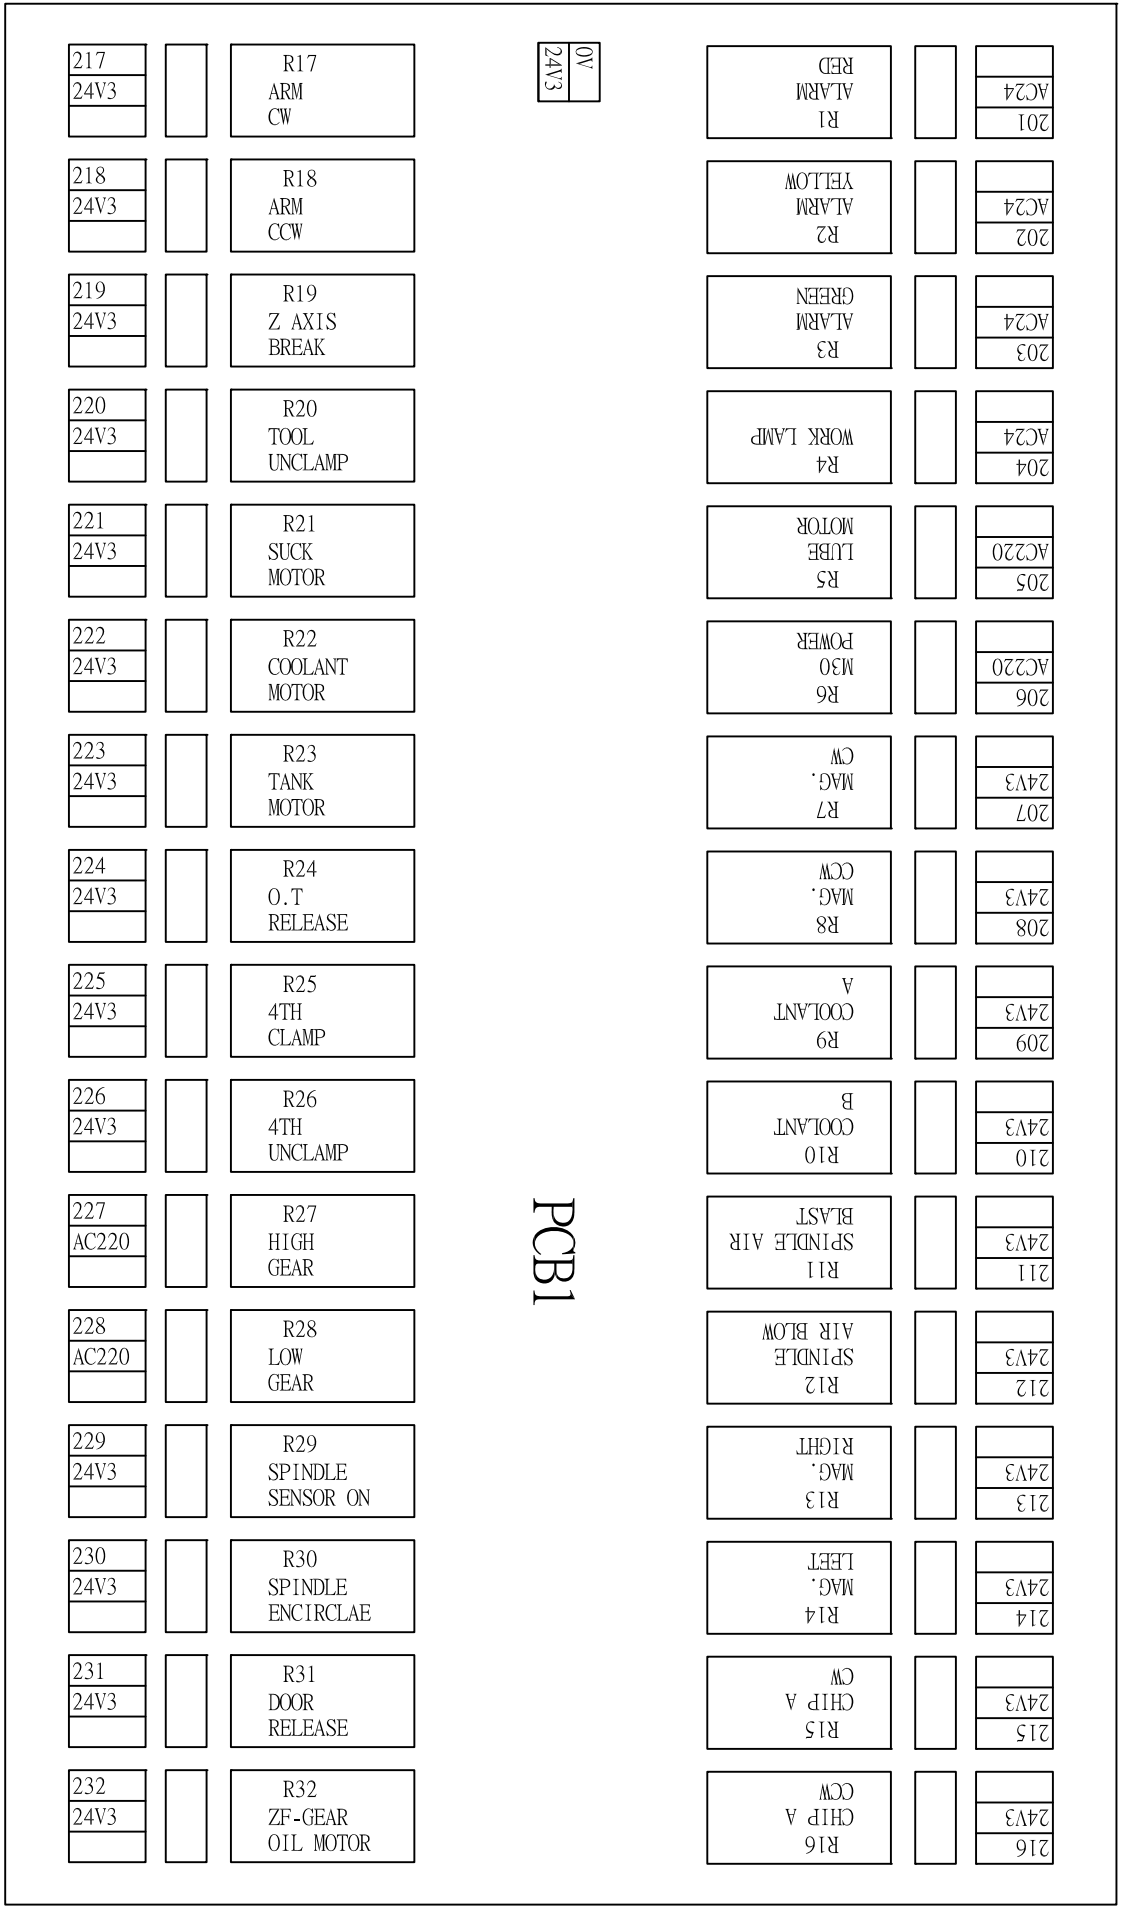 217
24V3
R17
ARM
CW
218
24V3
R18
ARM
CCW
219
24V3
R19
Z AXIS
BREAK
220
24V3
R20
TOOL
UNCLAMP
221
24V3
R21
SUCK
MOTOR
222
24V3
R22
COOLANT
MOTOR
223
24V3
R23
TANK
MOTOR
224
24V3
R24
O.T
RELEASE
225
24V3
R25
4TH
CLAMP
226
24V3
R26
4TH
UNCLAMP
227
AC220
R27
HIGH
GEAR
228
AC220
R28
LOW
GEAR
229
24V3
R29
SPINDLE
SENSOR ON
230
24V3
R30
SPINDLE
ENCIRCLAE
231
24V3
R31
DOOR
RELEASE
232
24V3
R32
ZF-GEAR
OIL MOTOR
0V
24V3
PCB1
R1
ALARM
RED
201
AC24
R2
ALARM
YELLOW
202
AC24
R3
ALARM
GREEN
203
AC24
R4
WORK LAMP
204
AC24
R5
LUBE
MOTOR
205
AC220
R6
M30
POWER
206
AC220
R7
MAG.
CW
207
24V3
R8
MAG.
CCW
208
24V3
R9
COOLANT
A
209
24V3
R10
COOLANT
B
210
24V3
R11
SPINDLE AIR
BLAST
211
24V3
R12
SPINDLE
AIR BLOW
212
24V3
R13
MAG.
RIGHT
213
24V3
R14
MAG.
LEET
214
24V3
R15
CHIP A
CW
215
24V3
R16
CHIP A
CCW
216
24V3